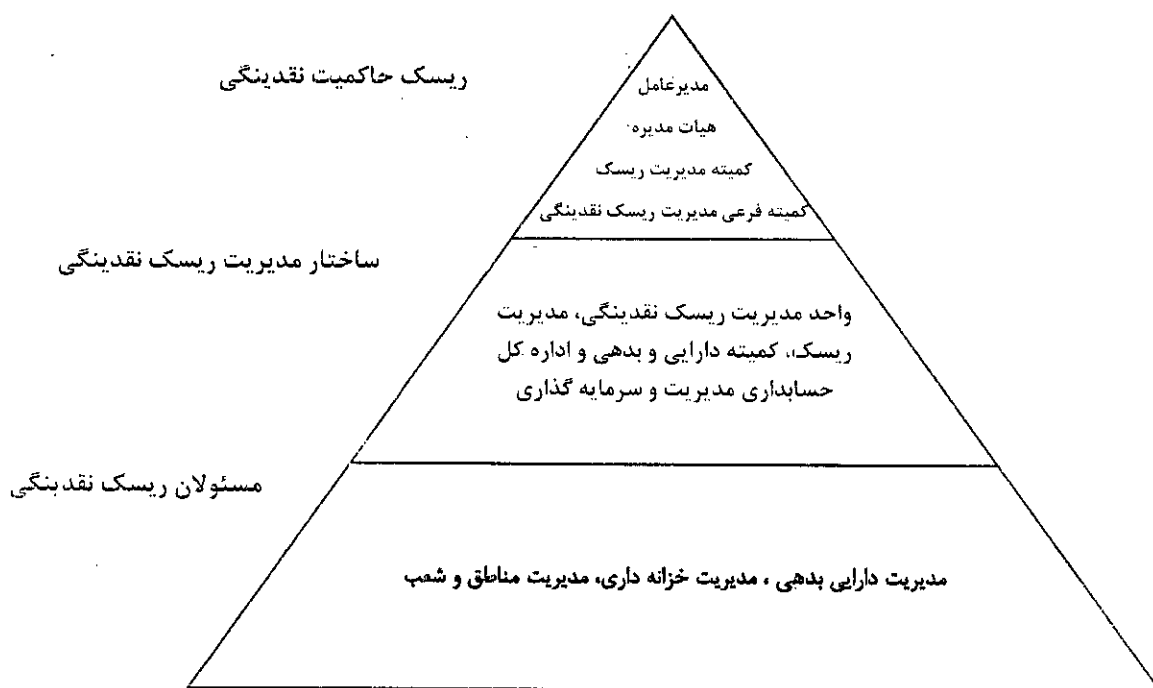 ریسک حاکمیت نقدینگی
مدیرعامل
هیات مدیره
کمیته مدیریت ریسک
کمیته فرعی مدیریت ریسک نقدینگی
ساختار مدیریت ریسک نقدینگی
واحد مدیریت ریسک نقدینگی، مدیریت
ریسک، کمیته دارایی و بدهی و اداره کل
حسابداری مدیریت و سرمایه گذاری
مسئولان ریسک نقدینگی
مدیریت دارایی بدهی ، مدیریت خزانه داری، مدیریت مناطق و شعب